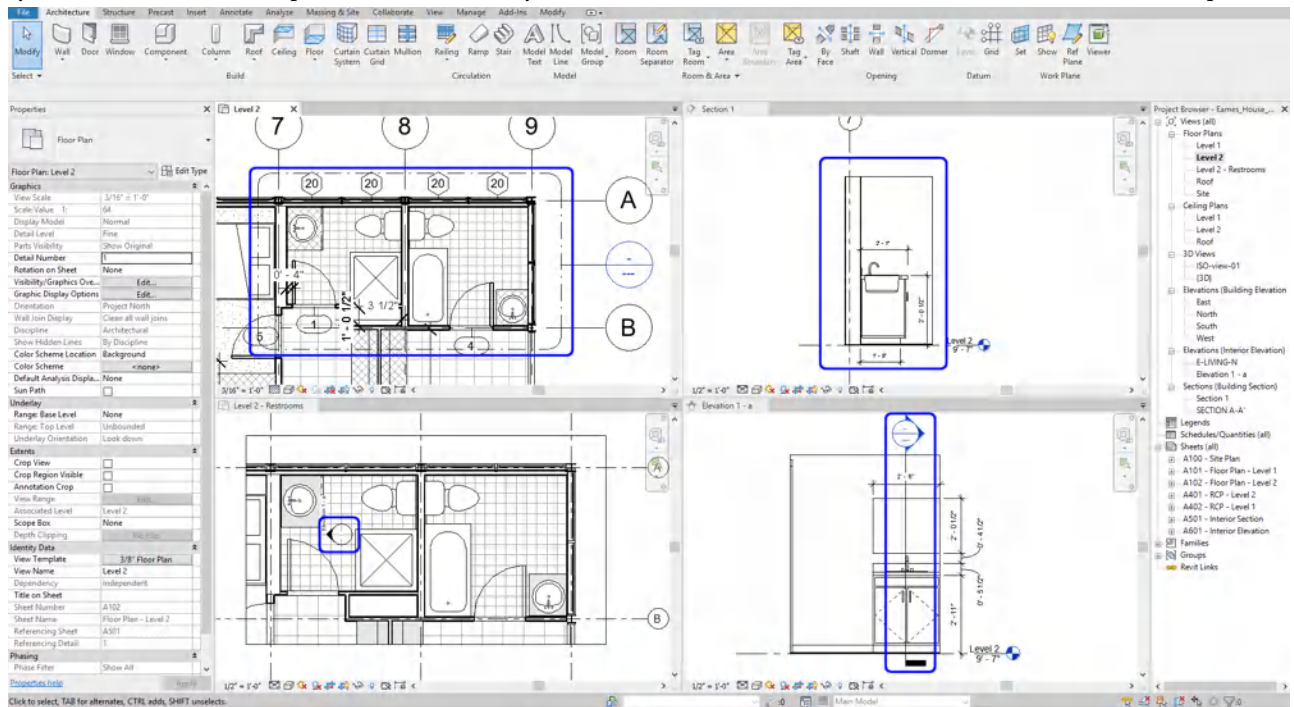 File Architecture Structure Precast Insert Annotate Analyze Massing & Site Collaborate View Manage Add-Ins Modify
Modify Wall Door Window Component Column Roof Ceiling Floor Curtain System Curtain Grid Mullion Railing Ramp Stair Model Text Model Line Model Group Room Room Separator Tag Room Area Area Boundary Tag Area By Face Shaft Wall Vertical Dormer Level Grid Set Show Ref Plane Viewer
Select Build Circulation Model Room & Area Opening Datum Work Plane
Properties
Floor Plan
Floor Plan: Level 2 Edit Type
Graphics
View Scale 3/16" = 1'-0"
Scale Value 1: 64
Display Model Normal
Detail Level Fine
Parts Visibility Show Original
Detail Number 1
Rotation on Sheet None
Visibility/Graphics Ove... Edit...
Graphic Display Options Edit...
Orientation Project North
Wall Join Display Clean all wall joins
Discipline Architectural
Show Hidden Lines By Discipline
Color Scheme Location Background
Color Scheme <none>
Default Analysis Displa... None
Sun Path
Underlay
Range: Base Level None
Range: Top Level Unbounded
Underlay Orientation Look down
Extents
Crop View
Crop Region Visible
Annotation Crop
View Range Edit...
Associated Level Level 2
Scope Box None
Depth Clipping No clip
Identity Data
View Template 3/8" Floor Plan
View Name Level 2
Dependency Independent
Title on Sheet
Sheet Number A102
Sheet Name Floor Plan - Level 2
Referencing Sheet A501
Referencing Detail 1
Phasing
Phase Filter Show All
Properties help Apply
Level 2
7 8 9
20 20 20 20
A
0' - 4"
3 1/2"
1' - 0 1/2"
1
5
4
B
3/16" = 1'-0"
Section 1
7
2' - 1"
3' - 0 1/2"
1' - 9"
Level 2
9' - 7"
1/2" = 1'-0"
Level 2 - Restrooms
A
Elevation 1 - a
B
1/2" = 1'-0"
Elevation 1 - a
2' - 6"
2' - 0 1/2"
0' - 4 1/2"
0' - 5 1/2"
2' - 11"
Level 2
9' - 7"
1/2" = 1'-0"
Project Browser - Eames_House_...
Views (all)
Floor Plans
Level 1
Level 2
Level 2 - Restrooms
Roof
Site
Ceiling Plans
Level 1
Level 2
Roof
3D Views
ISO-view-01
{3D}
Elevations (Building Elevation
East
North
South
West
Elevations (Interior Elevation)
E-LIVING-N
Elevation 1 - a
Sections (Building Section)
Section 1
SECTION A-A'
Legends
Schedules/Quantities (all)
Sheets (all)
A100 - Site Plan
A101 - Floor Plan - Level 1
A102 - Floor Plan - Level 2
A401 - RCP - Level 2
A402 - RCP - Level 1
A501 - Interior Section
A601 - Interior Elevation
Families
Groups
Revit Links
Click to select, TAB for alternates, CTRL adds, SHIFT unselects. :0 Main Model :0